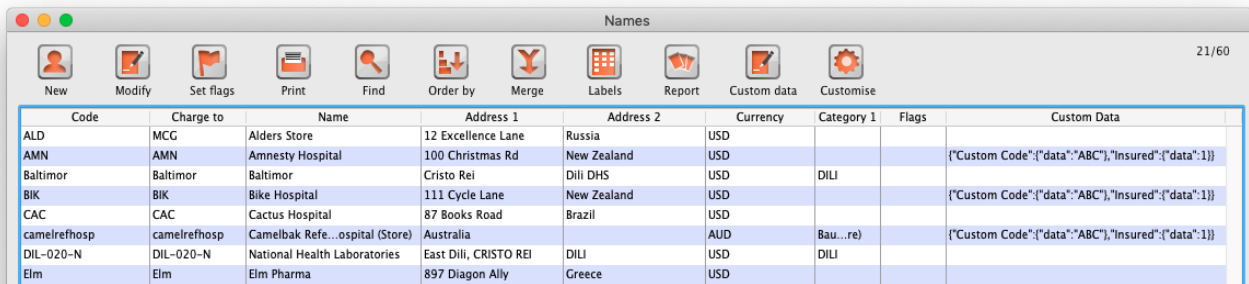 Names
21/60
New Modify Set flags Print Find Order by Merge Labels Report Custom data Customise
Code Charge to Name Address 1 Address 2 Currency Category 1 Flags Custom Data
ALD MCG Alders Store 12 Excellence Lane Russia USD
AMN AMN Amnesty Hospital 100 Christmas Rd New Zealand USD {"Custom Code":{"data":"ABC"},"Insured":{"data":1}}
Baltimor Baltimor Baltimor Cristo Rei Dili DHS USD DILI
BIK BIK Bike Hospital 111 Cycle Lane New Zealand USD {"Custom Code":{"data":"ABC"},"Insured":{"data":1}}
CAC CAC Cactus Hospital 87 Books Road Brazil USD
camelrefhosp camelrefhosp Camelbak Refe...ospital (Store) Australia AUD Bau...re) {"Custom Code":{"data":"ABC"},"Insured":{"data":1}}
DIL-020-N DIL-020-N National Health Laboratories East Dili, CRISTO REI DILI USD DILI
Elm Elm Elm Pharma 897 Diagon Ally Greece USD